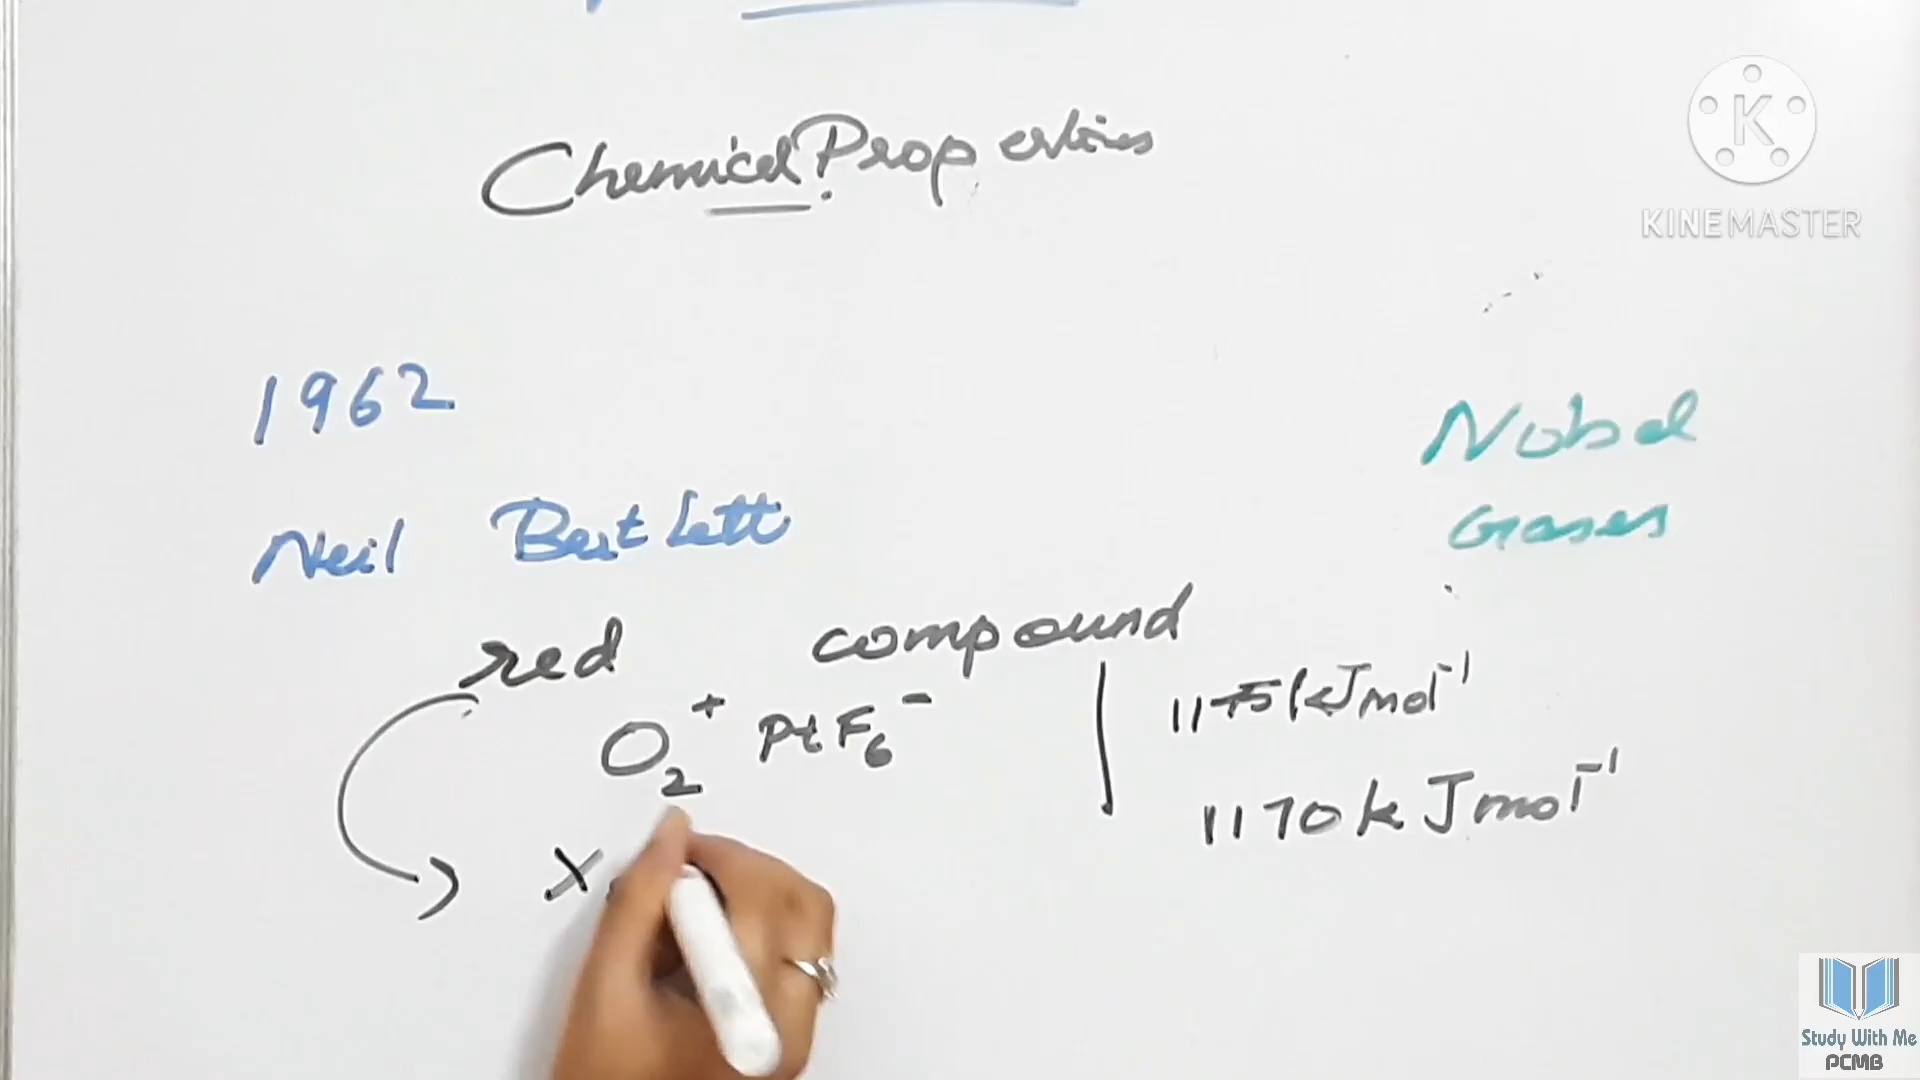 Chemical Properties
KINEMASTER
1962
Nobel
Gases
Neil Bartlett
red compound
O2+ PtF6-
1175 kJmol-1
1170 kJmol-1
X
Study With Me
PCMB